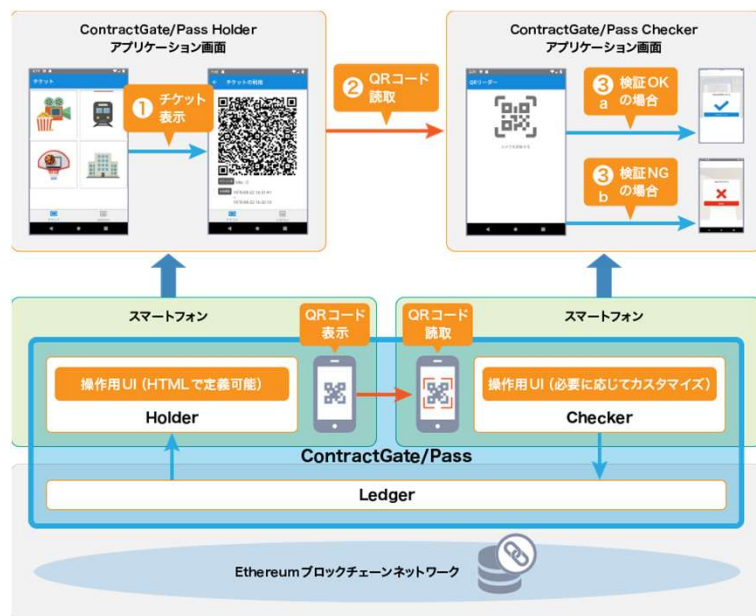 ContractGate/Pass Holder
アプリケーション画面
ContractGate/Pass Checker
アプリケーション画面
チケット
チケットの利用
1 チケット
表示
2 QRコード
読取
QRリーダー
3 a 検証OK
の場合
3 b 検証NG
の場合
スマートフォン
QRコード
表示
QRコード
読取
スマートフォン
操作用UI(HTMLで定義可能)
Holder
操作用UI(必要に応じてカスタマイズ)
Checker
ContractGate/Pass
Ledger
Ethereumブロックチェーンネットワーク